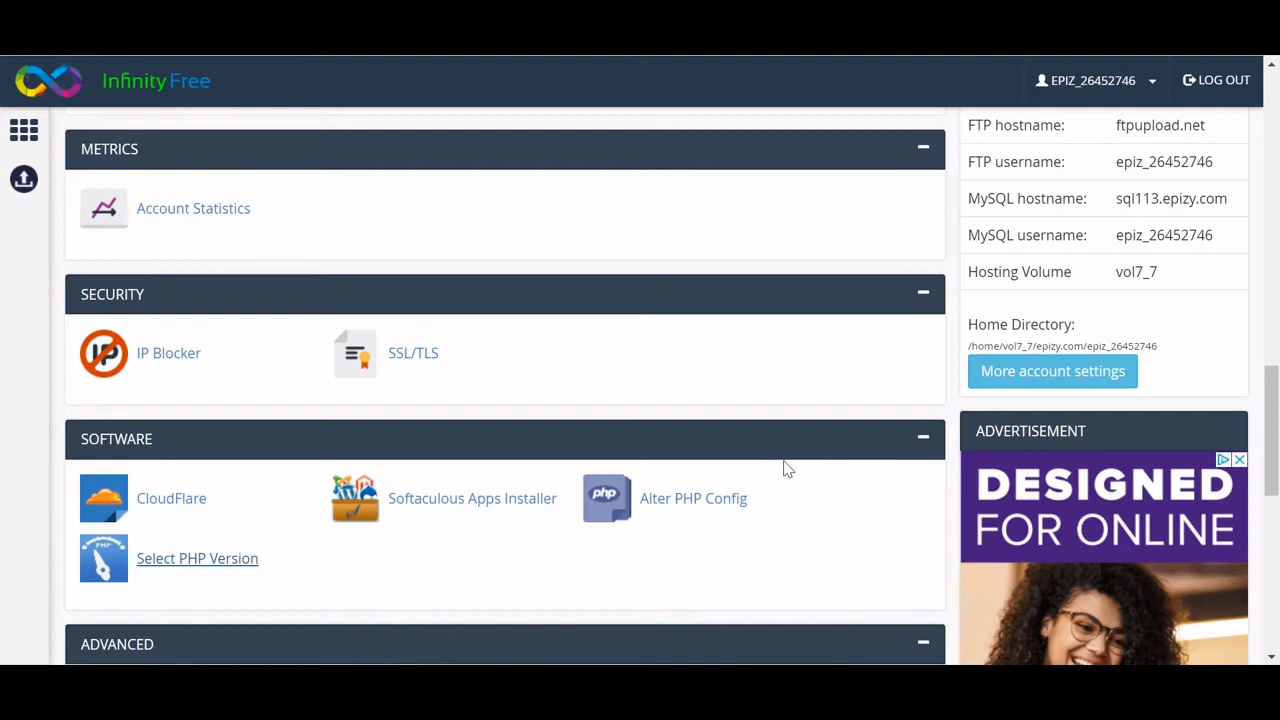 Infinity Free
EPIZ_26452746
LOG OUT
METRICS
Account Statistics
SECURITY
IP
IP Blocker
SSL/TLS
SOFTWARE
CloudFlare
Softaculous Apps Installer
php
Alter PHP Config
PHP
Select PHP Version
ADVANCED
FTP hostname: ftpupload.net
FTP username: epiz_26452746
MySQL hostname: sql113.epizy.com
MySQL username: epiz_26452746
Hosting Volume vol7_7
Home Directory:
/home/vol7_7/epizy.com/epiz_26452746
More account settings
ADVERTISEMENT
DESIGNED
FOR ONLINE